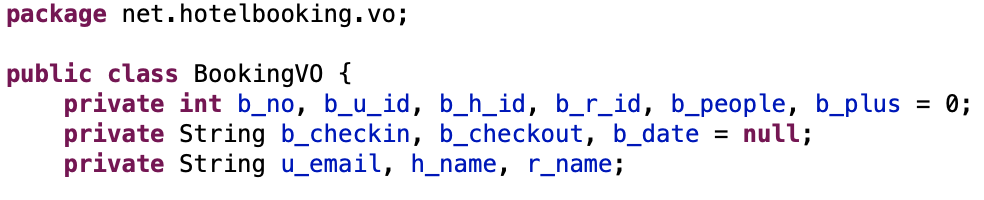 package net.hotelbooking.vo;
public class BookingVO {
private int b_no, b_u_id, b_h_id, b_r_id, b_people, b_plus = 0;
private String b_checkin, b_checkout, b_date = null;
private String u_email, h_name, r_name;